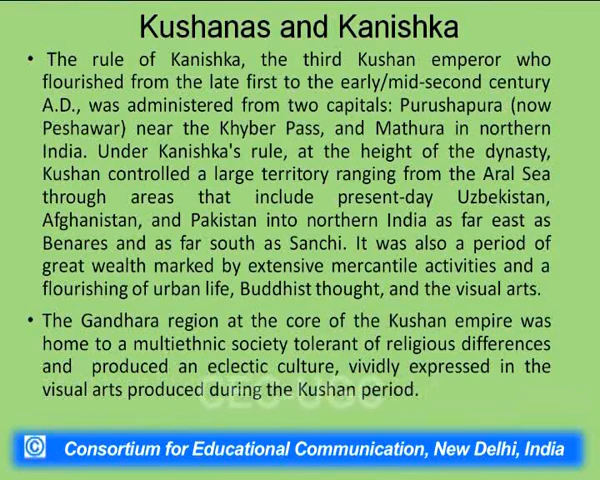 Kushanas and Kanishka
• The rule of Kanishka, the third Kushan emperor who
flourished from the late first to the early/mid-second century
A.D., was administered from two capitals: Purushapura (now
Peshawar) near the Khyber Pass, and Mathura in northern
India. Under Kanishka's rule, at the height of the dynasty,
Kushan controlled a large territory ranging from the Aral Sea
through areas that include present-day Uzbekistan,
Afghanistan, and Pakistan into northern India as far east as
Benares and as far south as Sanchi. It was also a period of
great wealth marked by extensive mercantile activities and a
flourishing of urban life, Buddhist thought, and the visual arts.
• The Gandhara region at the core of the Kushan empire was
home to a multiethnic society tolerant of religious differences
and produced an eclectic culture, vividly expressed in the
visual arts produced during the Kushan period.
CEC-UGC
© Consortium for Educational Communication, New Delhi, India